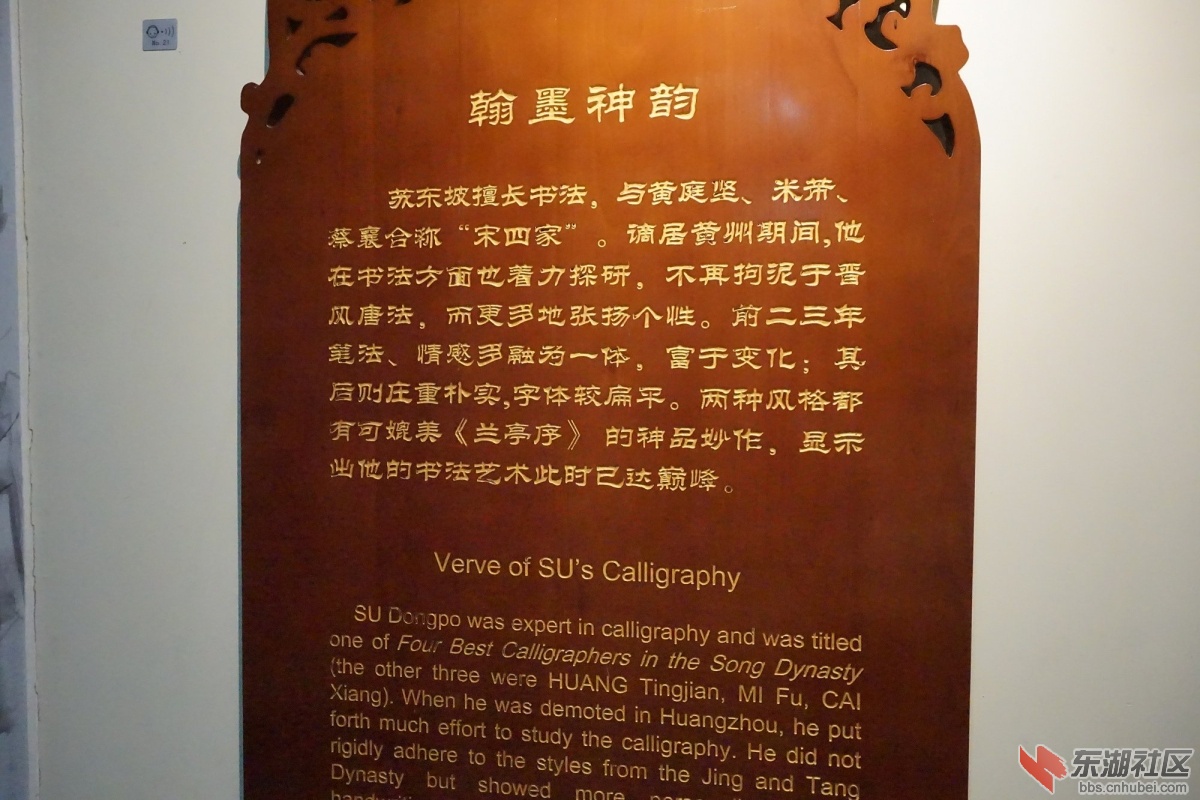 翰墨神韵
苏东坡擅长书法，与黄庭坚、米芾、
蔡襄合称“宋四家”。谪居黄州期间,他
在书法方面也着力探研，不再拘泥于晋
风唐法，而更多地张扬个性。前二三年
笔法、情感多融为一体，富于变化；其
后则庄重朴实,字体较扁平。两种风格都
有可媲美《兰亭序》的神品妙作，显示
出他的书法艺术此时已达巅峰。
Verve of SU's Calligraphy
SU Dongpo was expert in calligraphy and was titled
one of Four Best Calligraphers in the Song Dynasty
(the other three were HUANG Tingjian, MI Fu, CAI
Xiang). When he was demoted in Huangzhou, he put
forth much effort to study the calligraphy. He did not
rigidly adhere to the styles from the Jing and Tang
Dynasty but showed more
东湖社区
bbs.cnhubei.com